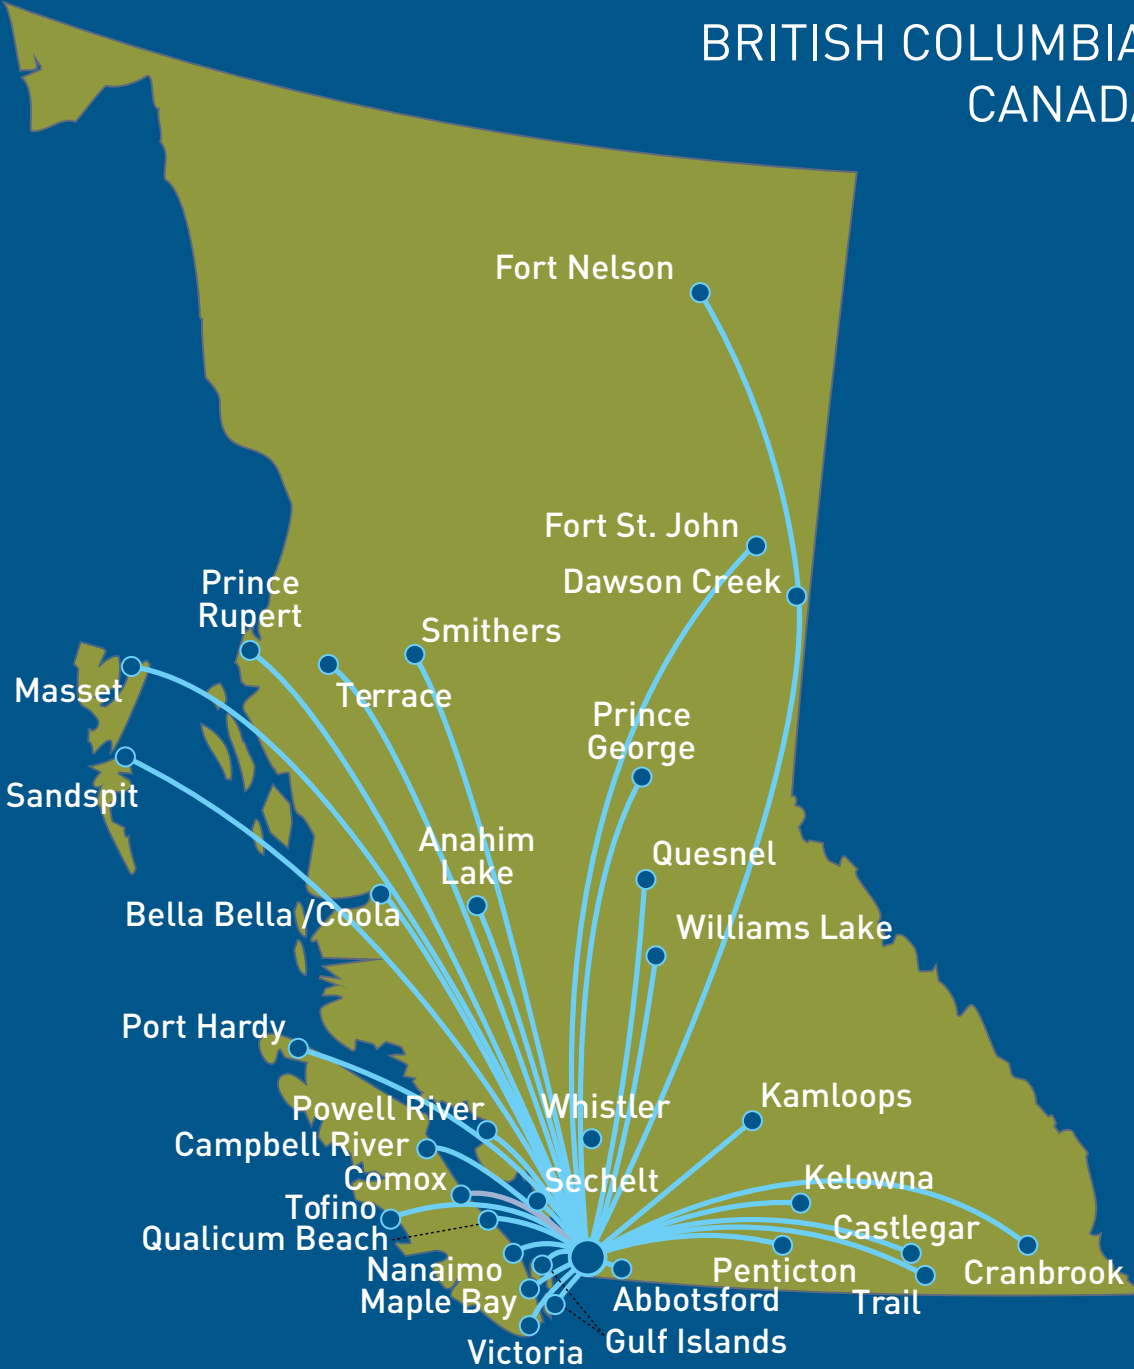 BRITISH COLUMBIA
CANADA
Fort Nelson
Fort St. John
Dawson Creek
Prince
Rupert
Smithers
Masset
Terrace
Prince
George
Sandspit
Anahim
Lake
Quesnel
Bella Bella /Coola
Williams Lake
Port Hardy
Powell River
Whistler
Kamloops
Campbell River
Comox
Sechelt
Kelowna
Tofino
Castlegar
Qualicum Beach
Nanaimo
Penticton
Cranbrook
Maple Bay
Abbotsford
Trail
Gulf Islands
Victoria